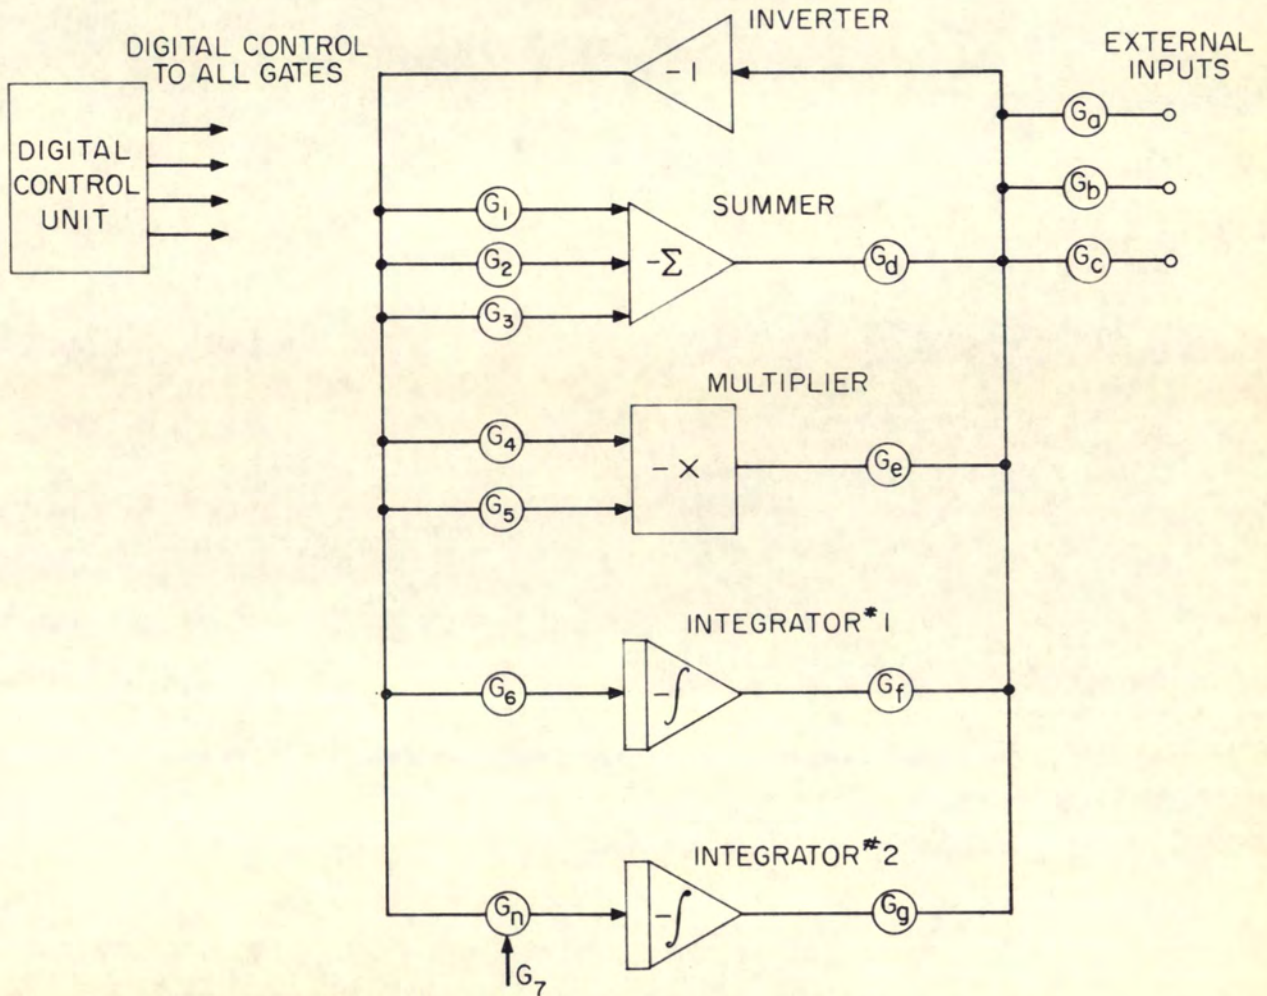 INVERTER
-1
DIGITAL CONTROL
TO ALL GATES
EXTERNAL
INPUTS
DIGITAL
CONTROL
UNIT
Ga
Gb
Gc
SUMMER
G1
G2
G3
-Σ
Gd
MULTIPLIER
G4
G5
-×
Ge
INTEGRATOR #1
G6
-∫
Gf
INTEGRATOR #2
Gn
-∫
Gg
G7